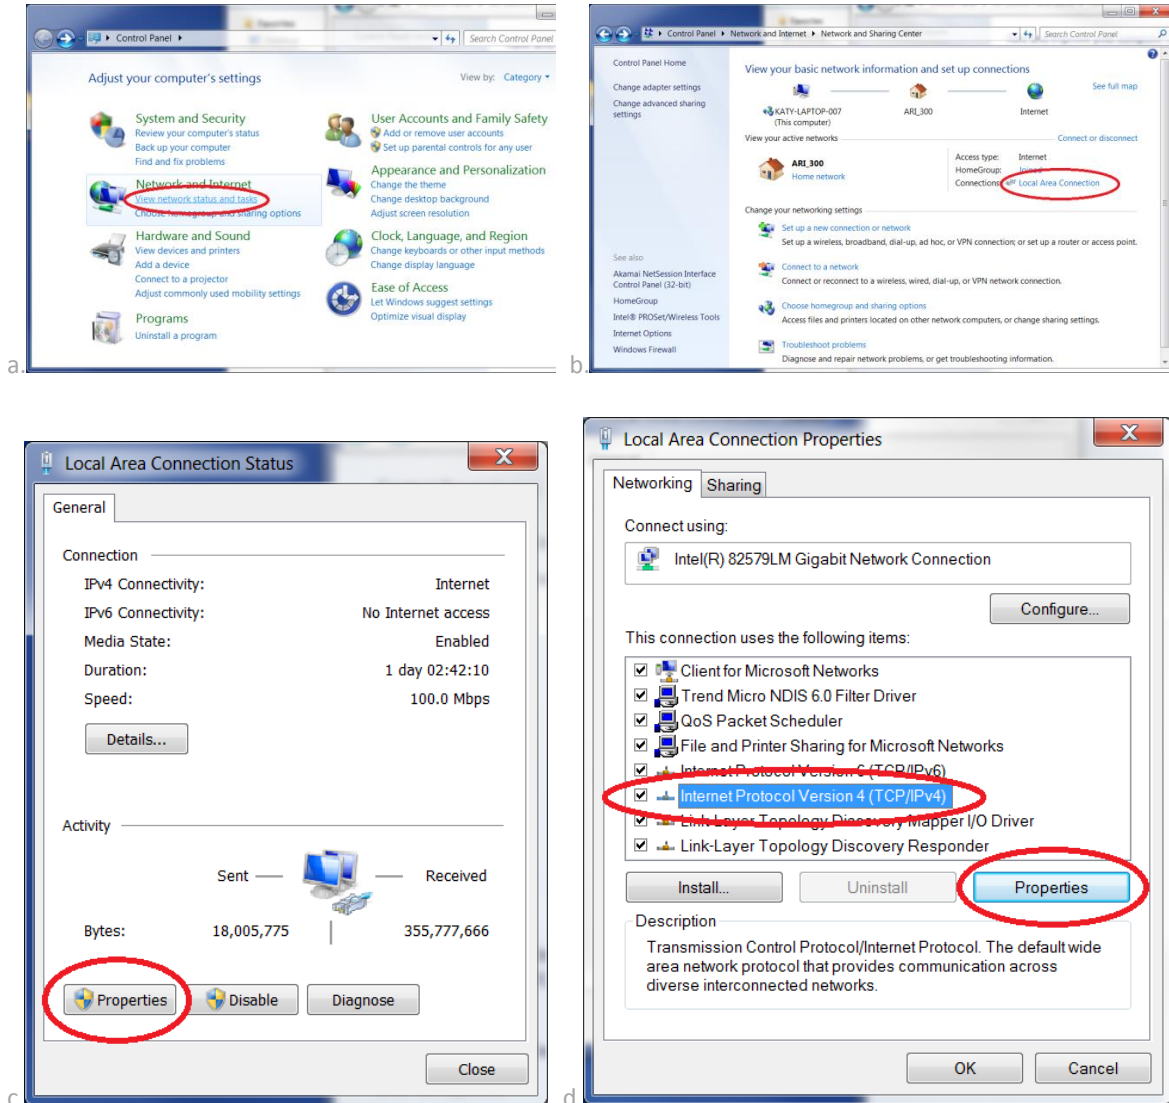 Control Panel
Search Control Panel
Adjust your computer's settings
View by: Category
System and Security
Review your computer's status
Back up your computer
Find and fix problems
Network and Internet
View network status and tasks
Choose homegroup and sharing options
Hardware and Sound
View devices and printers
Add a device
Connect to a projector
Adjust commonly used mobility settings
Programs
Uninstall a program
User Accounts and Family Safety
Add or remove user accounts
Set up parental controls for any user
Appearance and Personalization
Change the theme
Change desktop background
Adjust screen resolution
Clock, Language, and Region
Change keyboards or other input methods
Change display language
Ease of Access
Let Windows suggest settings
Optimize visual display
a.
Control Panel Network and Internet Network and Sharing Center
Search Control Panel
Control Panel Home
Change adapter settings
Change advanced sharing
settings
See also
Akamai NetSession Interface
Control Panel (32-bit)
HomeGroup
Intel® PROSet/Wireless Tools
Internet Options
Windows Firewall
View your basic network information and set up connections
See full map
KATY-LAPTOP-007
(This computer)
ARI_300
Internet
View your active networks
Connect or disconnect
ARI_300
Home network
Access type: Internet
HomeGroup: Joined
Connections: Local Area Connection
Change your networking settings
Set up a new connection or network
Set up a wireless, broadband, dial-up, ad hoc, or VPN connection; or set up a router or access point.
Connect to a network
Connect or reconnect to a wireless, wired, dial-up, or VPN network connection.
Choose homegroup and sharing options
Access files and printers located on other network computers, or change sharing settings.
Troubleshoot problems
Diagnose and repair network problems, or get troubleshooting information.
b.
Local Area Connection Status
General
Connection
IPv4 Connectivity: Internet
IPv6 Connectivity: No Internet access
Media State: Enabled
Duration: 1 day 02:42:10
Speed: 100.0 Mbps
Details...
Activity
Sent Received
Bytes: 18,005,775 355,777,666
Properties Disable Diagnose
Close
c
Local Area Connection Properties
Networking Sharing
Connect using:
Intel(R) 82579LM Gigabit Network Connection
Configure...
This connection uses the following items:
Client for Microsoft Networks
Trend Micro NDIS 6.0 Filter Driver
QoS Packet Scheduler
File and Printer Sharing for Microsoft Networks
Internet Protocol Version 6 (TCP/IPv6)
Internet Protocol Version 4 (TCP/IPv4)
Link-Layer Topology Discovery Mapper I/O Driver
Link-Layer Topology Discovery Responder
Install... Uninstall Properties
Description
Transmission Control Protocol/Internet Protocol. The default wide
area network protocol that provides communication across
diverse interconnected networks.
OK Cancel
d